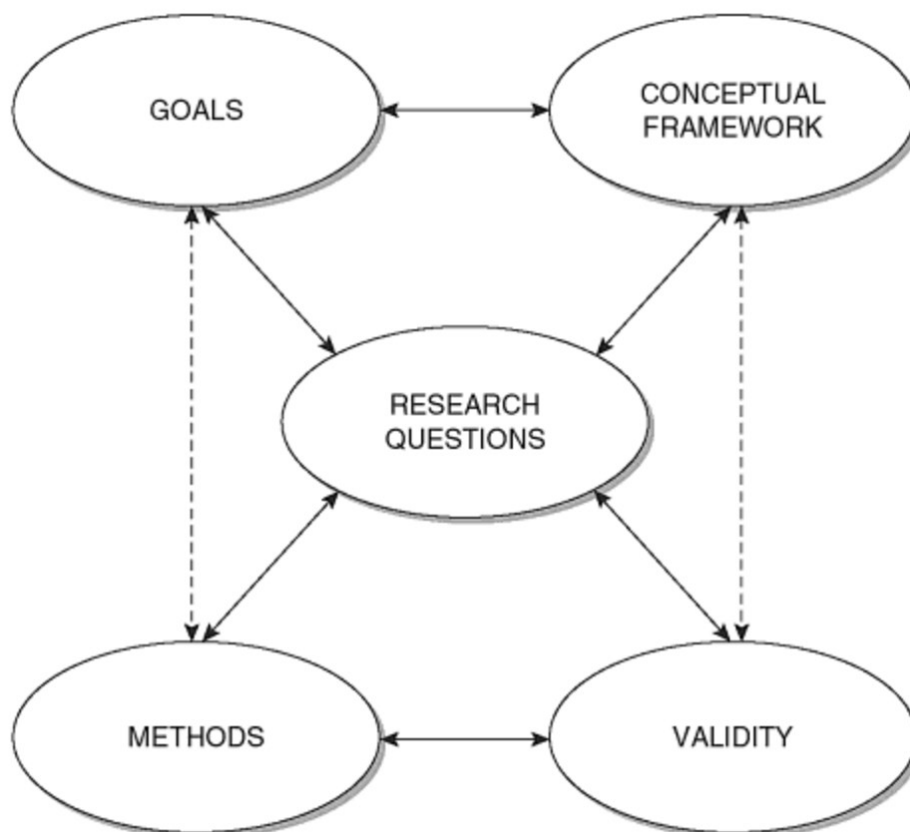 GOALS
CONCEPTUAL
FRAMEWORK
RESEARCH
QUESTIONS
METHODS
VALIDITY